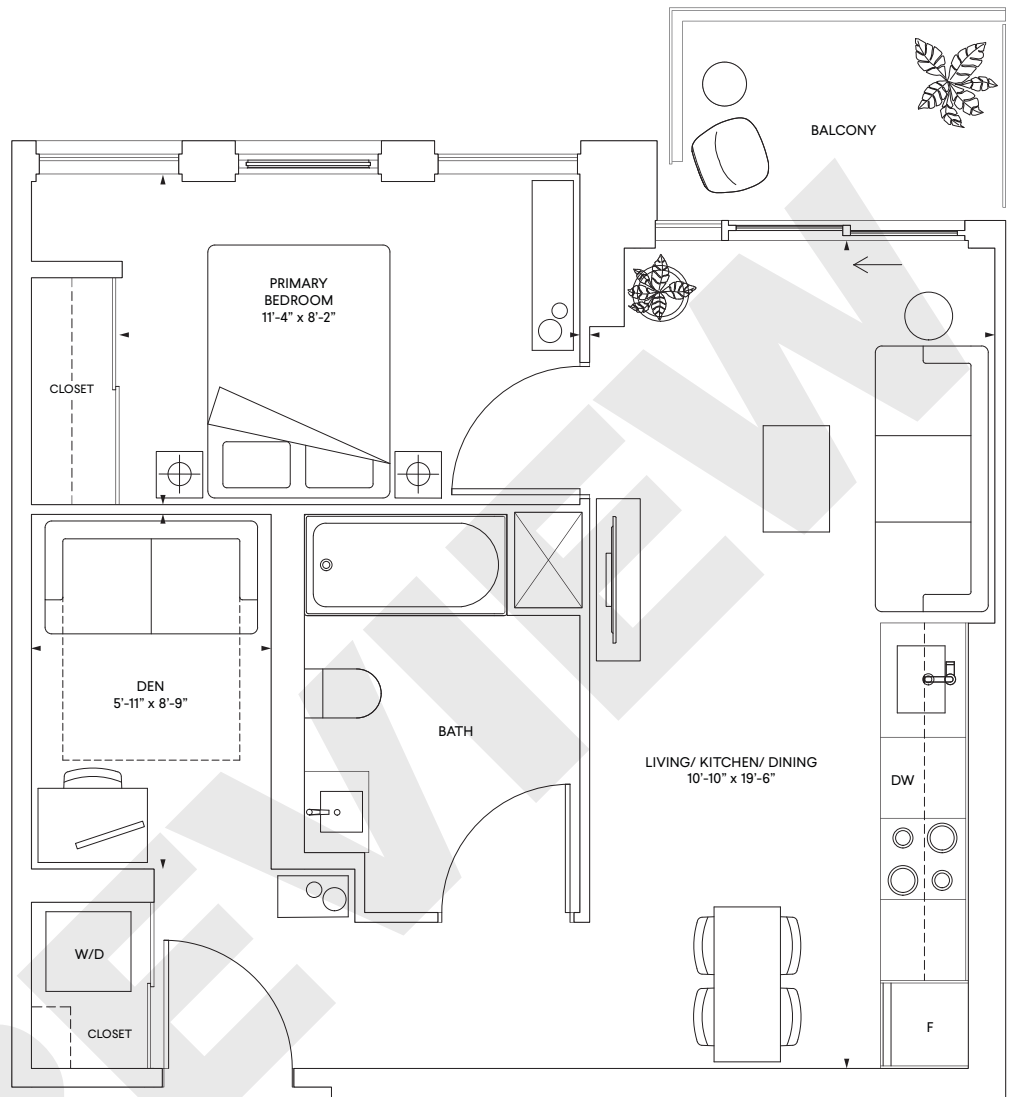 BALCONY
PRIMARY
BEDROOM
11'-4" x 8'-2"
CLOSET
DEN
5'-11" x 8'-9"
BATH
LIVING/ KITCHEN/ DINING
10'-10" x 19'-6"
DW
W/D
CLOSET
F
PREVIEW